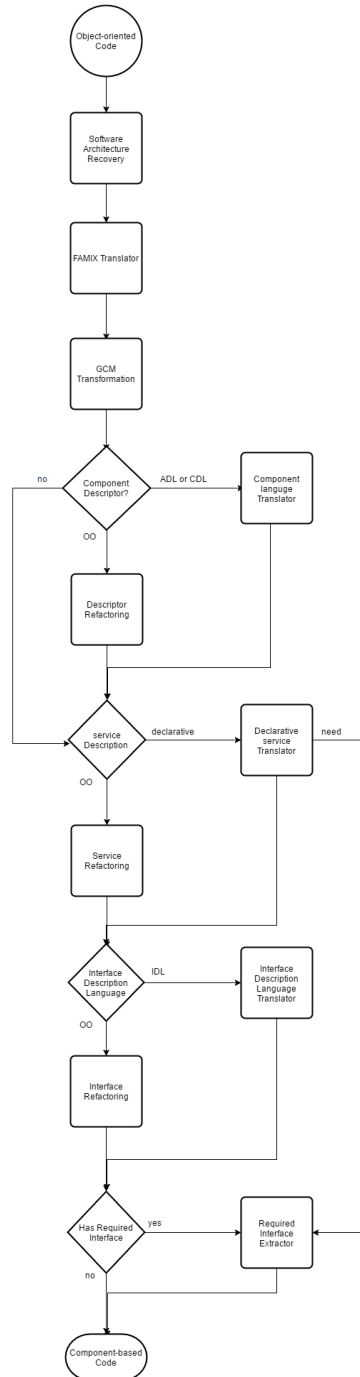 Object-oriented
Code
Software
Architecture
Recovery
FAMIX Translator
GCM
Transformation
no
Component
Descriptor?
ADL or CDL
Component
languge
Translator
OO
Descriptor
Refactoring
service
Description
declarative
Declarative
service
Translator
need
OO
Service
Refactoring
Interface
Description
Language
IDL
Interface
Description
Language
Translator
OO
Interface
Refactoring
Has Required
Interface
yes
Required
Interface
Extractor
no
Component-based
Code